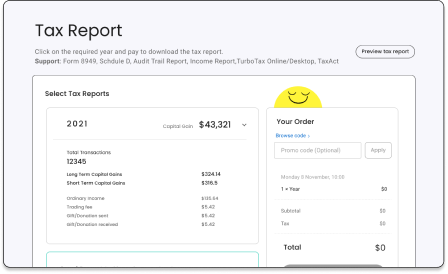 Tax Report
Click on the required year and pay to download the tax report.
Support: Form 8949, Schdule D, Audit Trail Report, Income Report,TurboTax Online/Desktop, TaxAct
Preview tax report
Select Tax Reports
2021
Capital Gain $43,321
Total Transactions
12345
Long Term Capital Gains $324.14
Short Term Capital Gains $316.5
Ordinary Income $135.64
Trading fee $5.42
Gift/Donation sent $5.42
Gift/Donation received $5.42
Your Order
Browse code ›
Promo code (Optional)
Apply
Monday 9 November, 10:00
1 × Year $0
Subtotal $0
Tax $0
Total $0